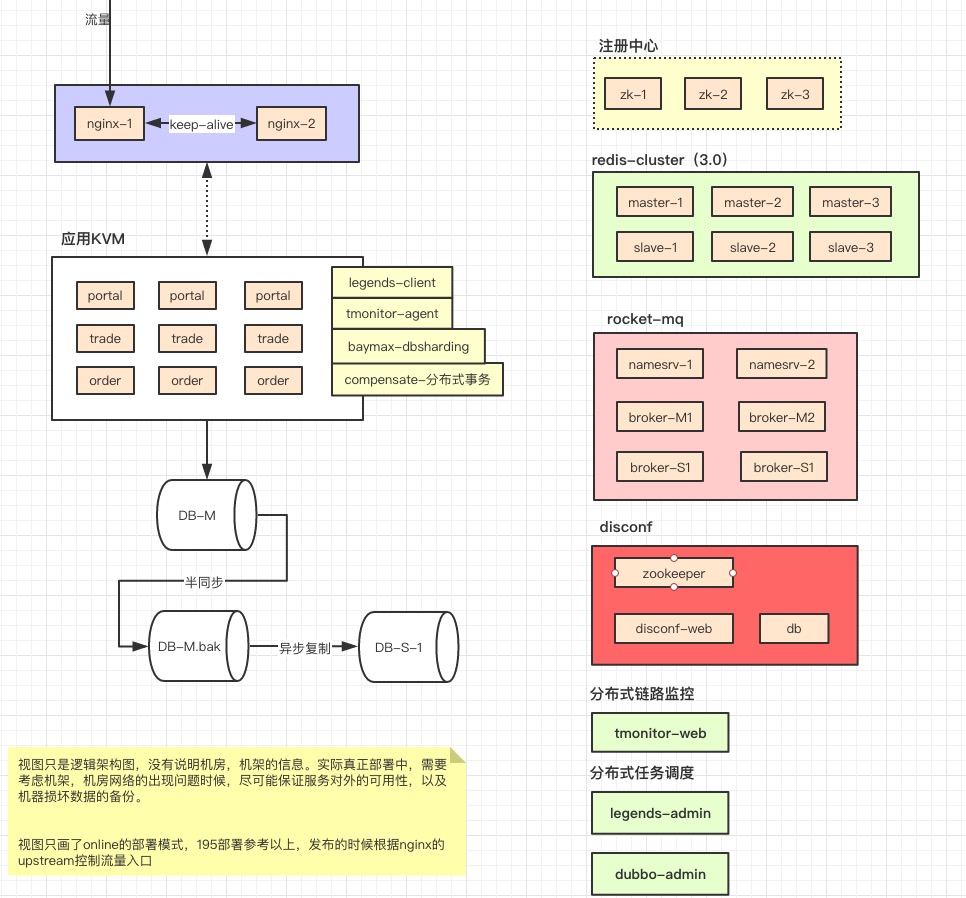 流量
nginx-1
keep-alive
nginx-2
应用KVM
portal
portal
portal
trade
trade
trade
order
order
order
legends-client
tmonitor-agent
baymax-dbsharding
compensate-分布式事务
DB-M
半同步
DB-M.bak
异步复制
DB-S-1
视图只是逻辑架构图，没有说明机房，机架的信息。实际真正部署中，需要
考虑机架，机房网络的出现问题时候，尽可能保证服务对外的可用性，以及
机器损坏数据的备份。
视图只画了online的部署模式，195部署参考以上，发布的时候根据nginx的
upstream控制流量入口
注册中心
zk-1
zk-2
zk-3
redis-cluster（3.0）
master-1
master-2
master-3
slave-1
slave-2
slave-3
rocket-mq
namesrv-1
namesrv-2
broker-M1
broker-M2
broker-S1
broker-S1
disconf
zookeeper
disconf-web
db
分布式链路监控
tmonitor-web
分布式任务调度
legends-admin
dubbo-admin